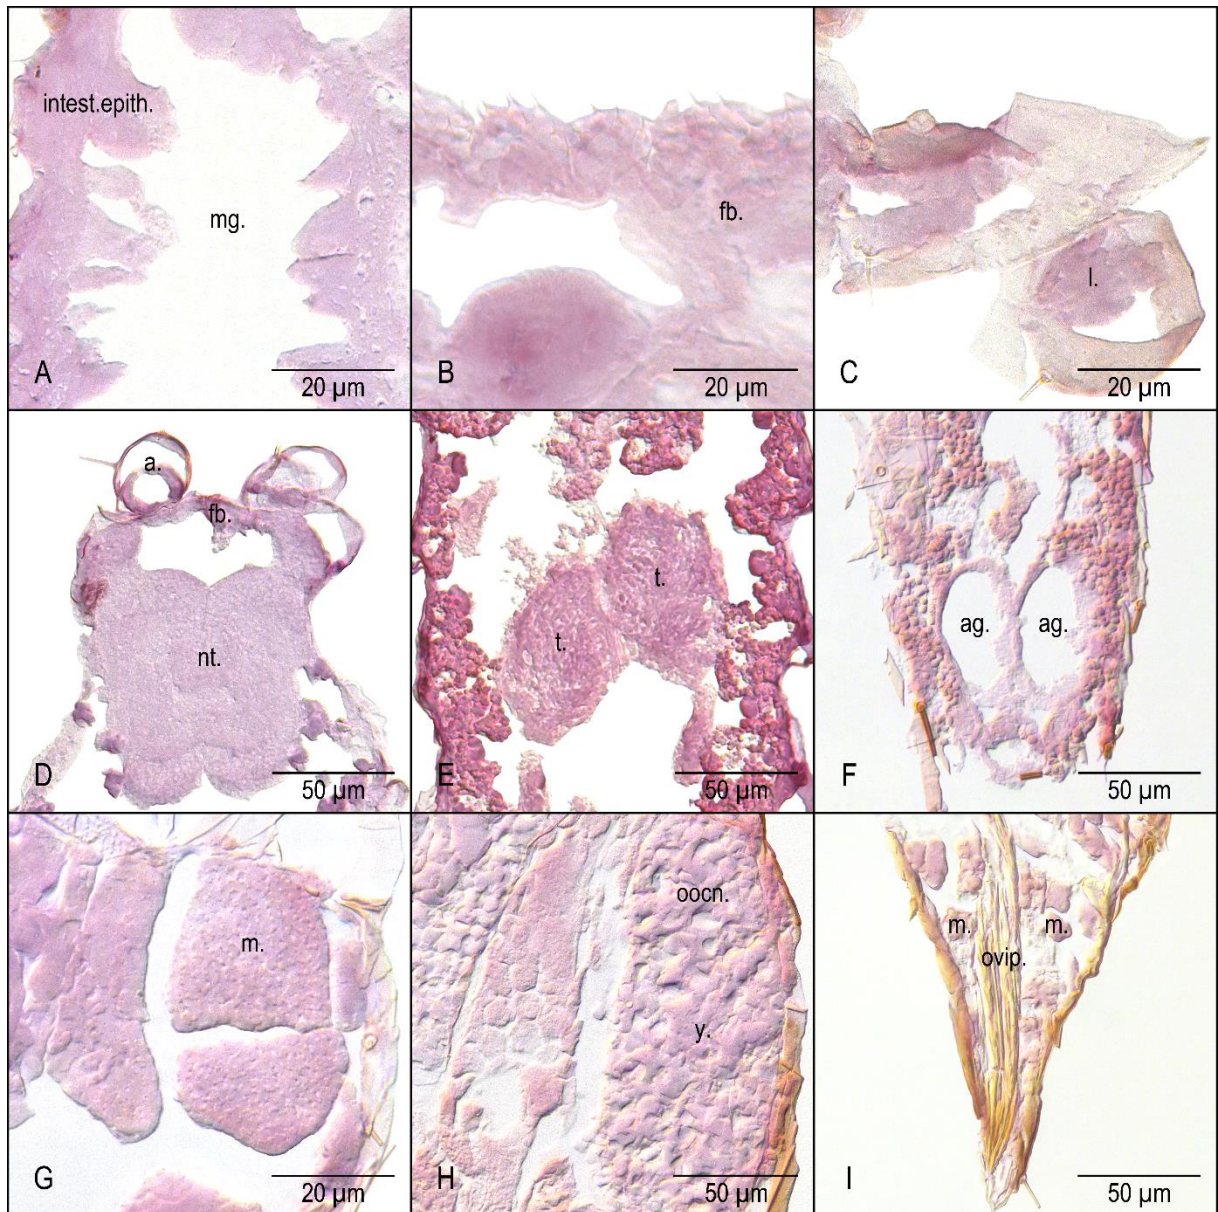 intest.epith.
mg.
A
20 µm
fb.
B
20 µm
l.
C
20 µm
a.
fb.
nt.
D
50 µm
t.
t.
E
50 µm
ag.
ag.
F
50 µm
m.
G
20 µm
oocn.
y.
H
50 µm
m.
m.
ovip.
I
50 µm